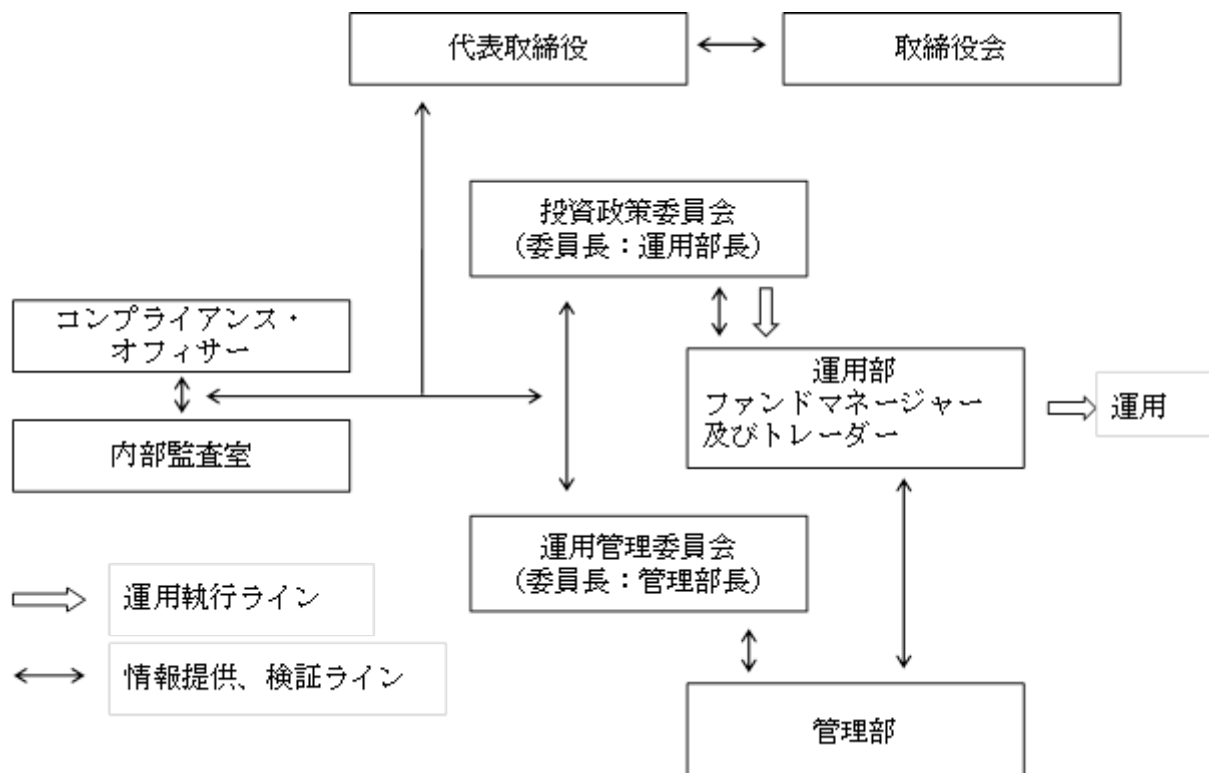 代表取締役
取締役会
投資政策委員会
（委員長：運用部長）
コンプライアンス・
オフィサー
運用部
ファンドマネージャー
及びトレーダー
運用
内部監査室
運用管理委員会
（委員長：管理部長）
運用執行ライン
情報提供、検証ライン
管理部